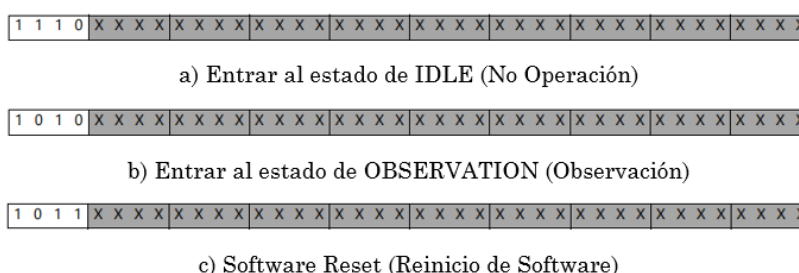 1 1 1 0 X X X X X X X X X X X X X X X X X X X X X X X X X X X X X X X X X X X X X X X X
a) Entrar al estado de IDLE (No Operación)
1 0 1 0 X X X X X X X X X X X X X X X X X X X X X X X X X X X X X X X X X X X X X X X X
b) Entrar al estado de OBSERVATION (Observación)
1 0 1 1 X X X X X X X X X X X X X X X X X X X X X X X X X X X X X X X X X X X X X X X X
c) Software Reset (Reinicio de Software)